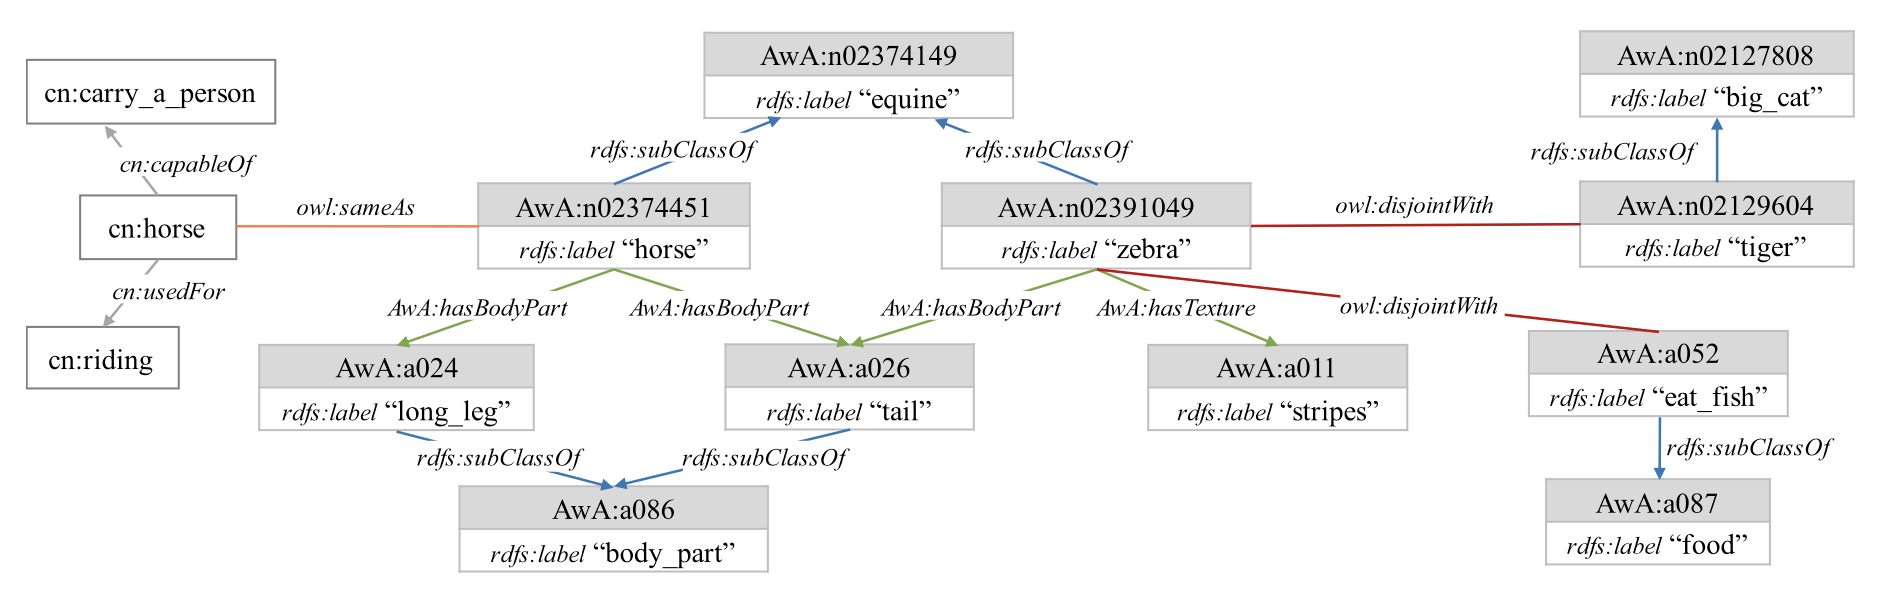 AwA:n02374149
rdfs:label “equine”
AwA:n02127808
rdfs:label “big_cat”
cn:carry_a_person
cn:capableOf
rdfs:subClassOf
rdfs:subClassOf
rdfs:subClassOf
cn:horse
owl:sameAs
AwA:n02374451
rdfs:label “horse”
AwA:n02391049
rdfs:label “zebra”
owl:disjointWith
AwA:n02129604
rdfs:label “tiger”
cn:usedFor
cn:riding
AwA:hasBodyPart
AwA:hasBodyPart
AwA:hasBodyPart
AwA:hasTexture
owl:disjointWith
AwA:a024
rdfs:label “long_leg”
AwA:a026
rdfs:label “tail”
AwA:a011
rdfs:label “stripes”
AwA:a052
rdfs:label “eat_fish”
rdfs:subClassOf
rdfs:subClassOf
rdfs:subClassOf
AwA:a086
rdfs:label “body_part”
AwA:a087
rdfs:label “food”